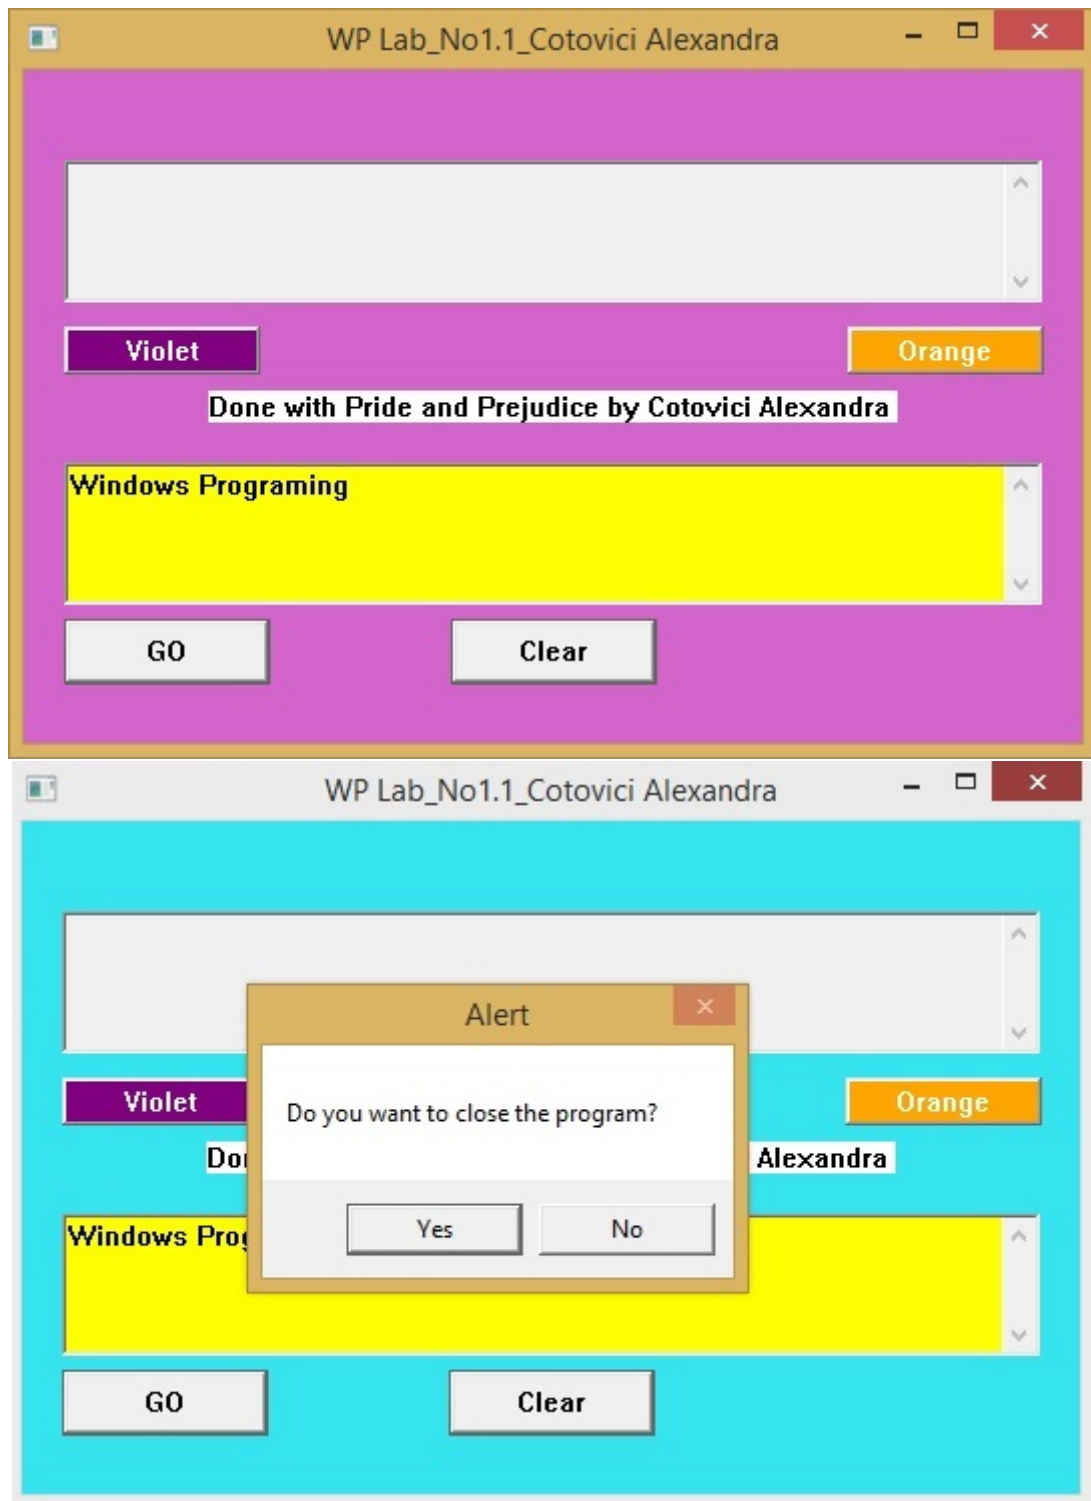 WP Lab_No1.1_Cotovici Alexandra
Violet
Orange
Done with Pride and Prejudice by Cotovici Alexandra
Windows Programing
GO
Clear
WP Lab_No1.1_Cotovici Alexandra
Alert
Do you want to close the program?
Violet
Orange
Alexandra
Yes
No
Windows
GO
Clear